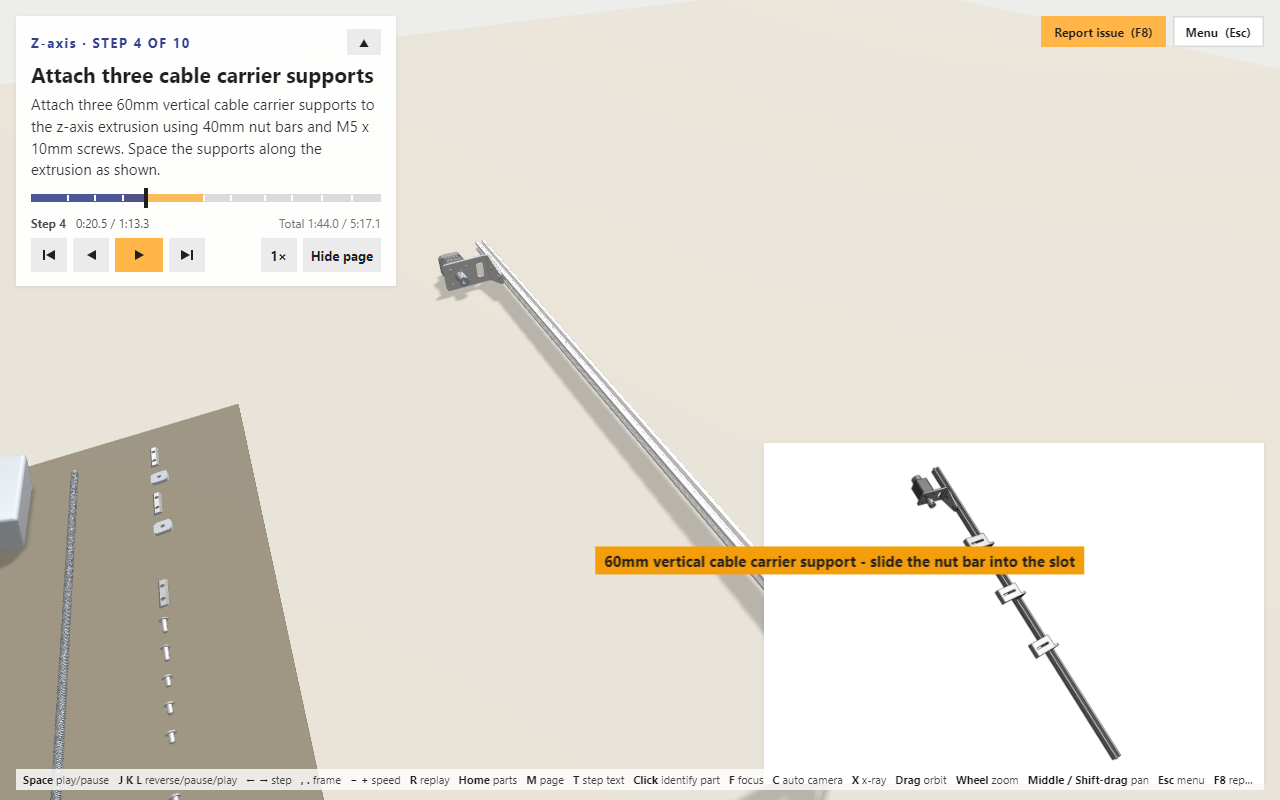 Z-axis · STEP 4 OF 10
▲
Report issue (F8)
Menu (Esc)
Attach three cable carrier supports
Attach three 60mm vertical cable carrier supports to
the z-axis extrusion using 40mm nut bars and M5 x
10mm screws. Space the supports along the
extrusion as shown.
Step 4 0:20.5 / 1:13.3
Total 1:44.0 / 5:17.1
1×
Hide page
60mm vertical cable carrier support - slide the nut bar into the slot
Space play/pause J K L reverse/pause/play ← → step , . frame − + speed R replay Home parts M page T step text Click identify part F focus C auto camera X x-ray Drag orbit Wheel zoom Middle / Shift-drag pan Esc menu F8 rep...